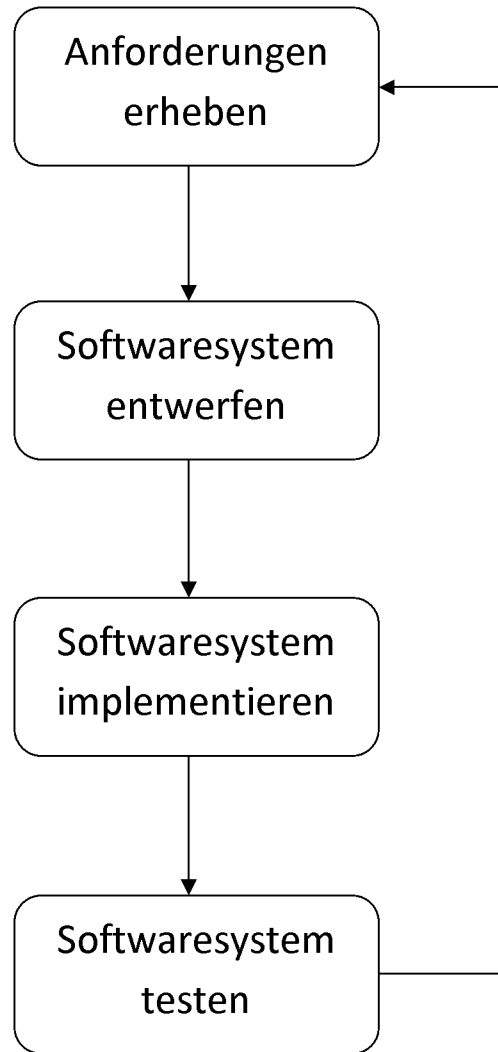 Anforderungen
erheben
Softwaresystem
entwerfen
Softwaresystem
implementieren
Softwaresystem
testen